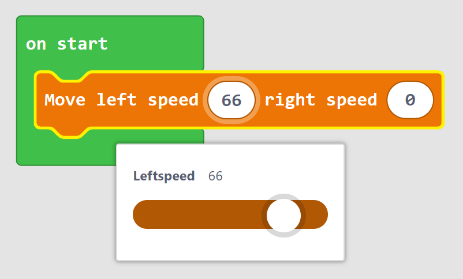 on start
Move left speed 66 right speed 0
Leftspeed 66